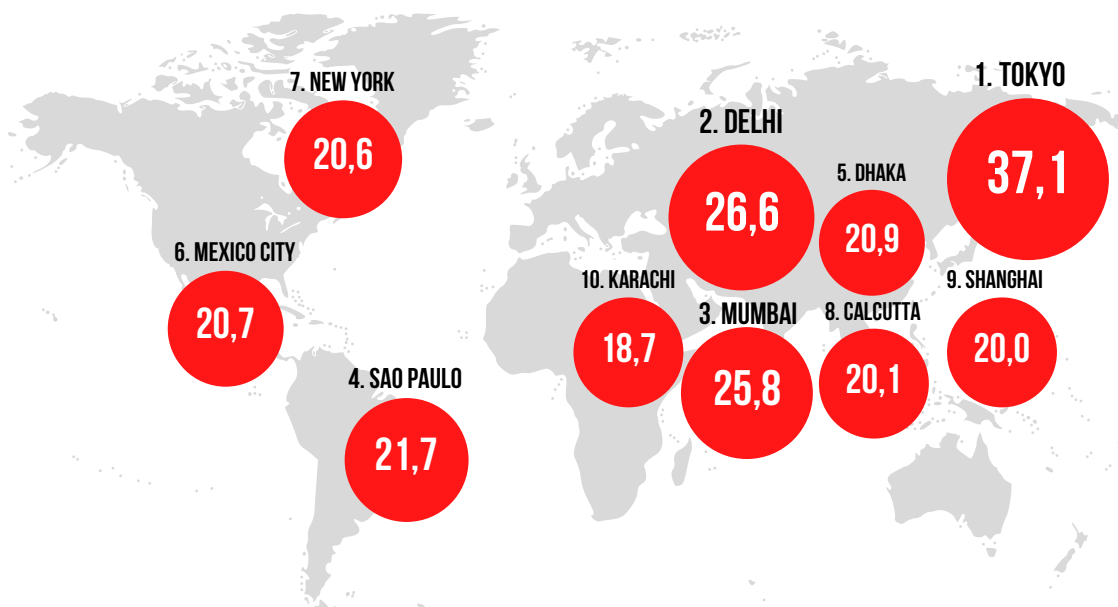 7. NEW YORK
20,6
1. TOKYO
37,1
2. DELHI
26,6
5. DHAKA
20,9
6. MEXICO CITY
20,7
10. KARACHI
18,7
3. MUMBAI
25,8
8. CALCUTTA
20,1
9. SHANGHAI
20,0
4. SAO PAULO
21,7